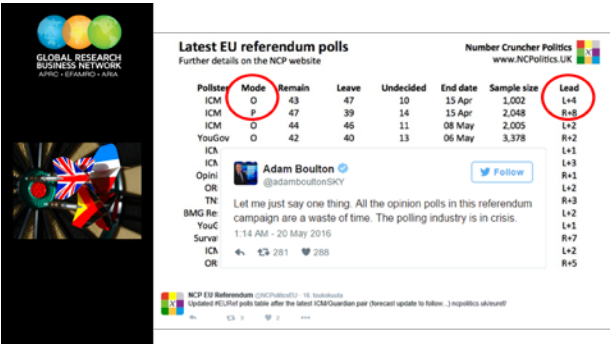 GLOBAL RESEARCH
BUSINESS NETWORK
APRC • EFAMRO • ARIA
Latest EU referendum polls
Further details on the NCP website
Number Cruncher Politics
www.NCPolitics.UK
Pollster Mode Remain Leave Undecided End date Sample size Lead
ICM O 43 47 10 15 Apr 1,002 L+4
ICM P 47 39 14 15 Apr 2,048 R+8
ICM O 44 46 11 08 May 2,005 L+2
YouGov O 42 40 13 06 May 3,378 R+2
ICM L+1
ICM L+3
Opini R+1
OR L+2
TN R+3
BMG Re L+2
YouG L+1
Surva R+7
ICM L+2
OR R+5
Adam Boulton
@adamboultonSKY
Follow
Let me just say one thing. All the opinion polls in this referendum
campaign are a waste of time. The polling industry is in crisis.
1:14 AM - 20 May 2016
281 288
NCP EU Referendum @NCPoliticsEU · 16. toukokuuta
Updated #EURef polls table after the latest ICM/Guardian pair (forecast update to follow...) ncpolitics.uk/euref/
3 2